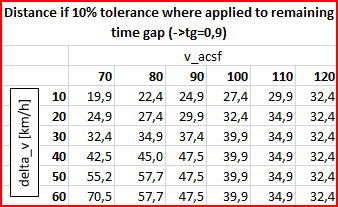 Distance if 10% tolerance where applied to remaining
time gap (->tg=0,9)
v_acsf
70 80 90 100 110 120
delta_v [km/h]
10 19,9 22,4 24,9 27,4 29,9 32,4
20 24,9 27,4 29,9 32,4 34,9 32,4
30 32,4 34,9 37,4 39,9 34,9 32,4
40 42,5 45,0 47,5 39,9 34,9 32,4
50 55,2 57,7 47,5 39,9 34,9 32,4
60 70,5 57,7 47,5 39,9 34,9 32,4